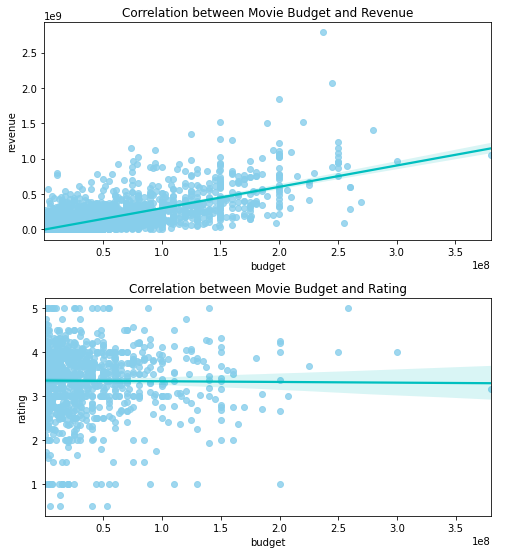 Correlation between Movie Budget and Revenue
1e9
2.5
2.0
1.5
1.0
0.5
0.0
revenue
0.5 1.0 1.5 2.0 2.5 3.0 3.5
budget
1e8
Correlation between Movie Budget and Rating
5
4
3
2
1
rating
0.5 1.0 1.5 2.0 2.5 3.0 3.5
budget
1e8